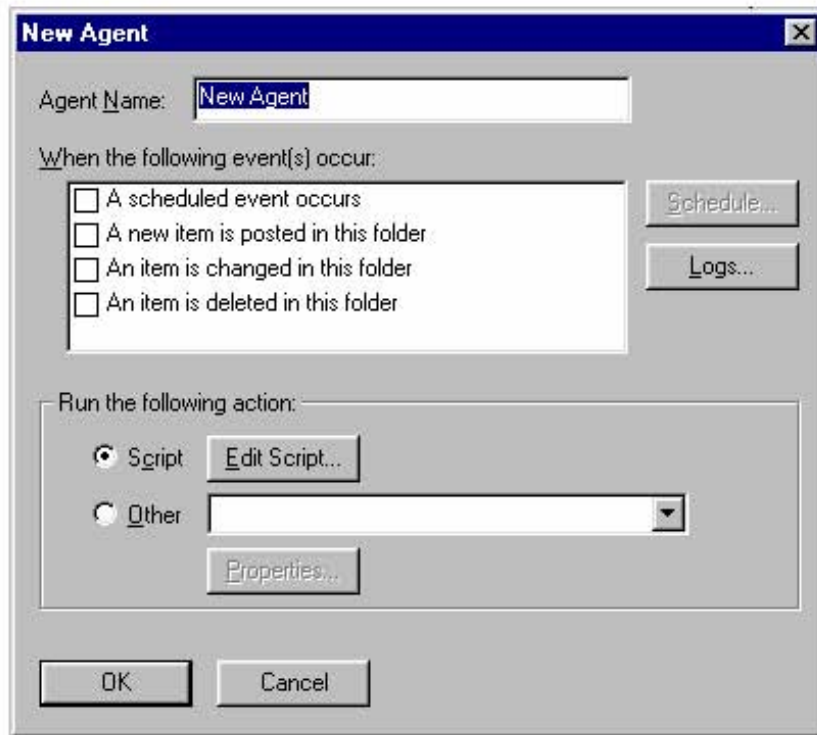 New Agent
Agent Name: New Agent
When the following event(s) occur:
A scheduled event occurs
Schedule...
A new item is posted in this folder
An item is changed in this folder
Logs...
An item is deleted in this folder
Run the following action:
Script Edit Script...
Other
Properties...
OK Cancel